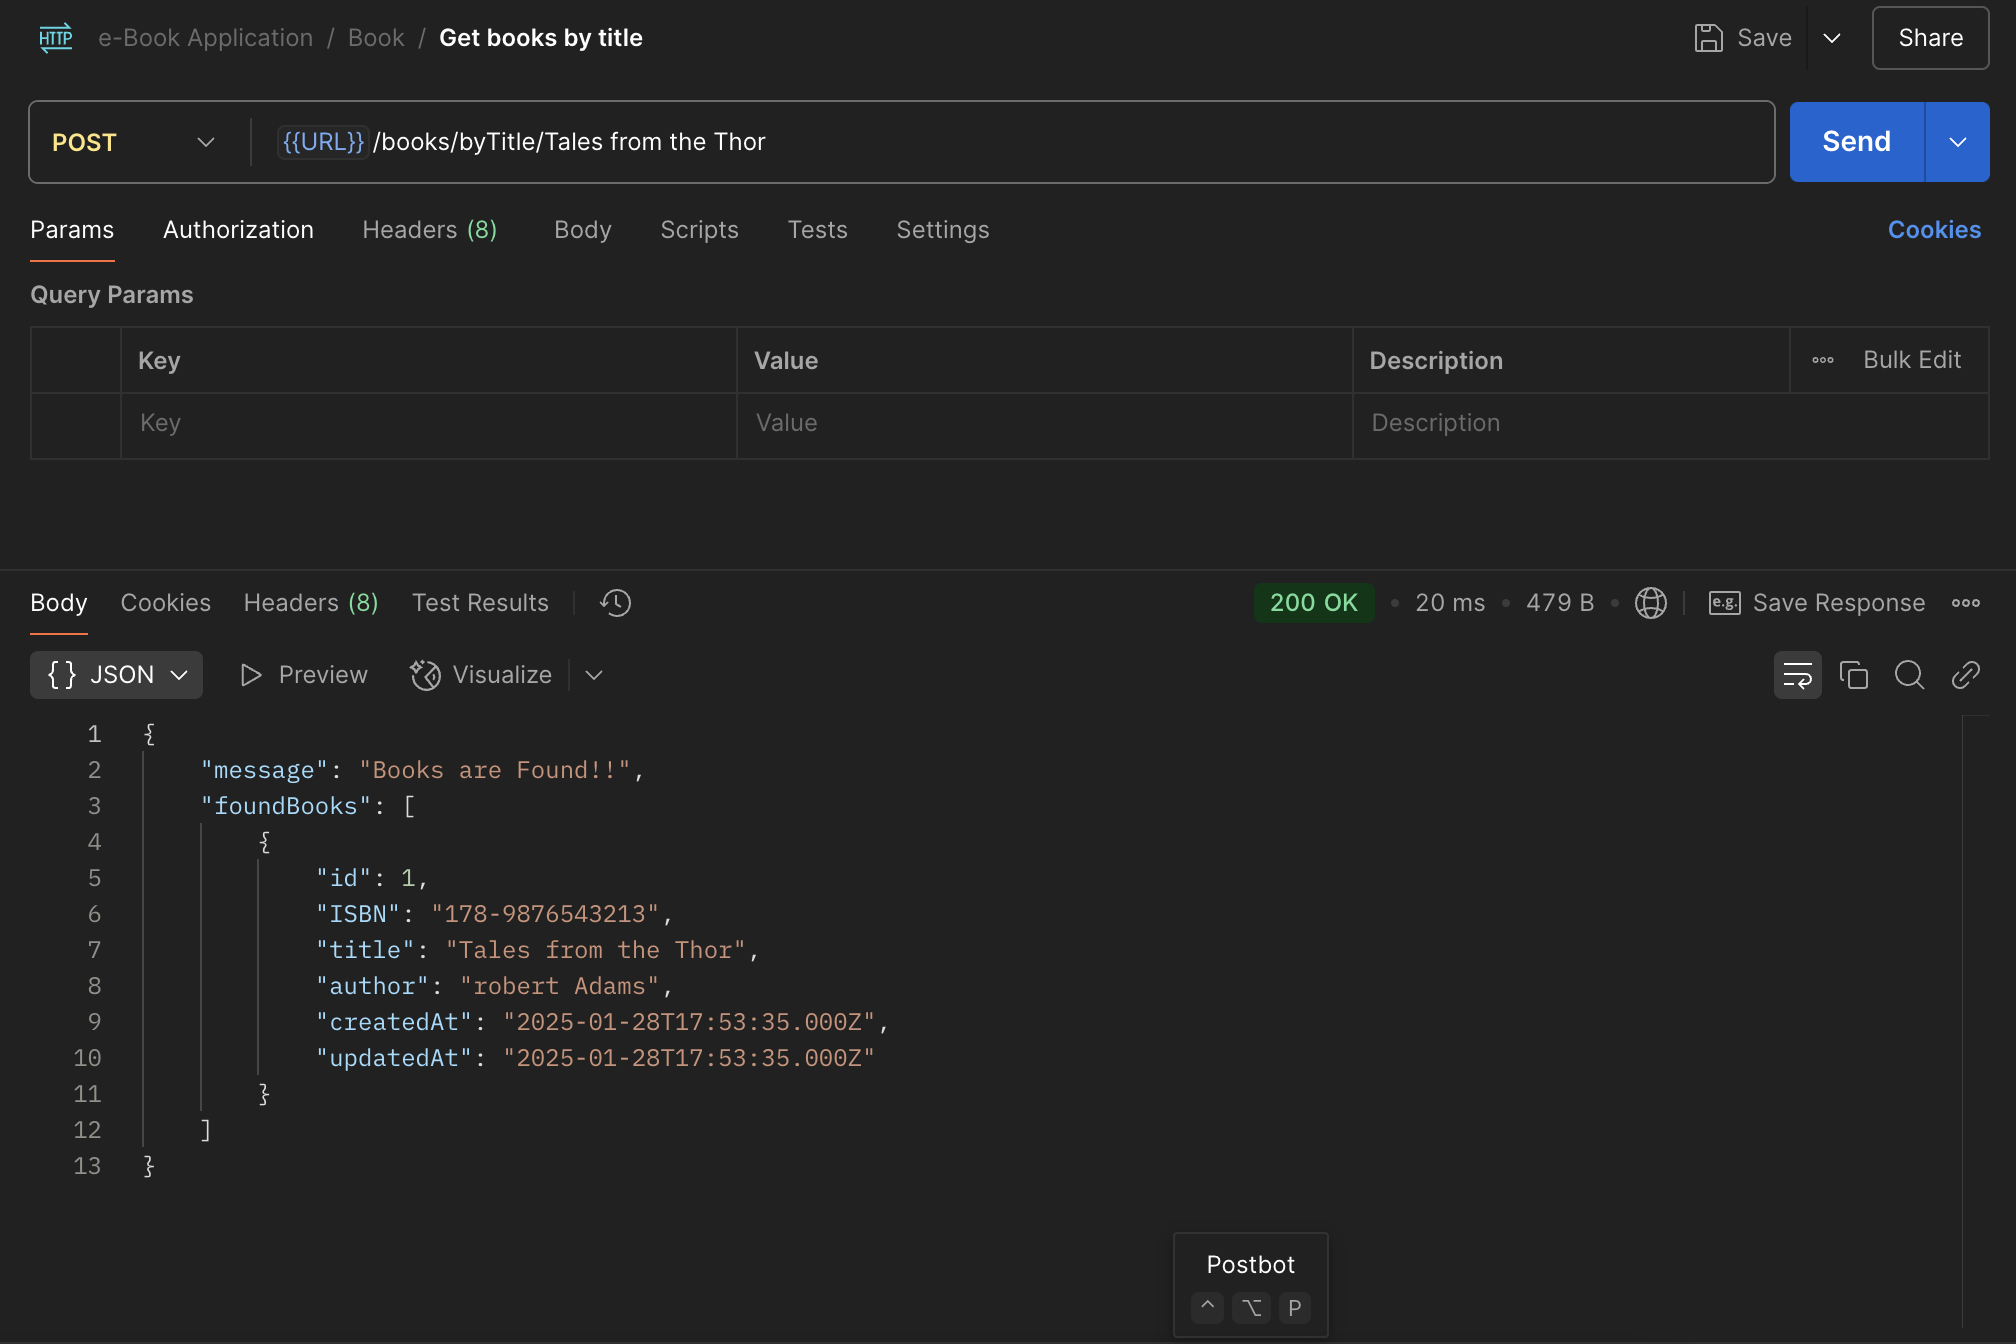 HTTP e-Book Application / Book / Get books by title Save Share
POST {{URL}}/books/byTitle/Tales from the Thor Send
Params Authorization Headers (8) Body Scripts Tests Settings Cookies
Query Params
Key Value Description Bulk Edit
Key Value Description
Body Cookies Headers (8) Test Results 200 OK • 20 ms • 479 B • e.g. Save Response
{} JSON Preview Visualize
1 {
2 "message": "Books are Found!!",
3 "foundBooks": [
4 {
5 "id": 1,
6 "ISBN": "178-9876543213",
7 "title": "Tales from the Thor",
8 "author": "robert Adams",
9 "createdAt": "2025-01-28T17:53:35.000Z",
10 "updatedAt": "2025-01-28T17:53:35.000Z"
11 }
12 ]
13 }
Postbot
^ ⌥ P